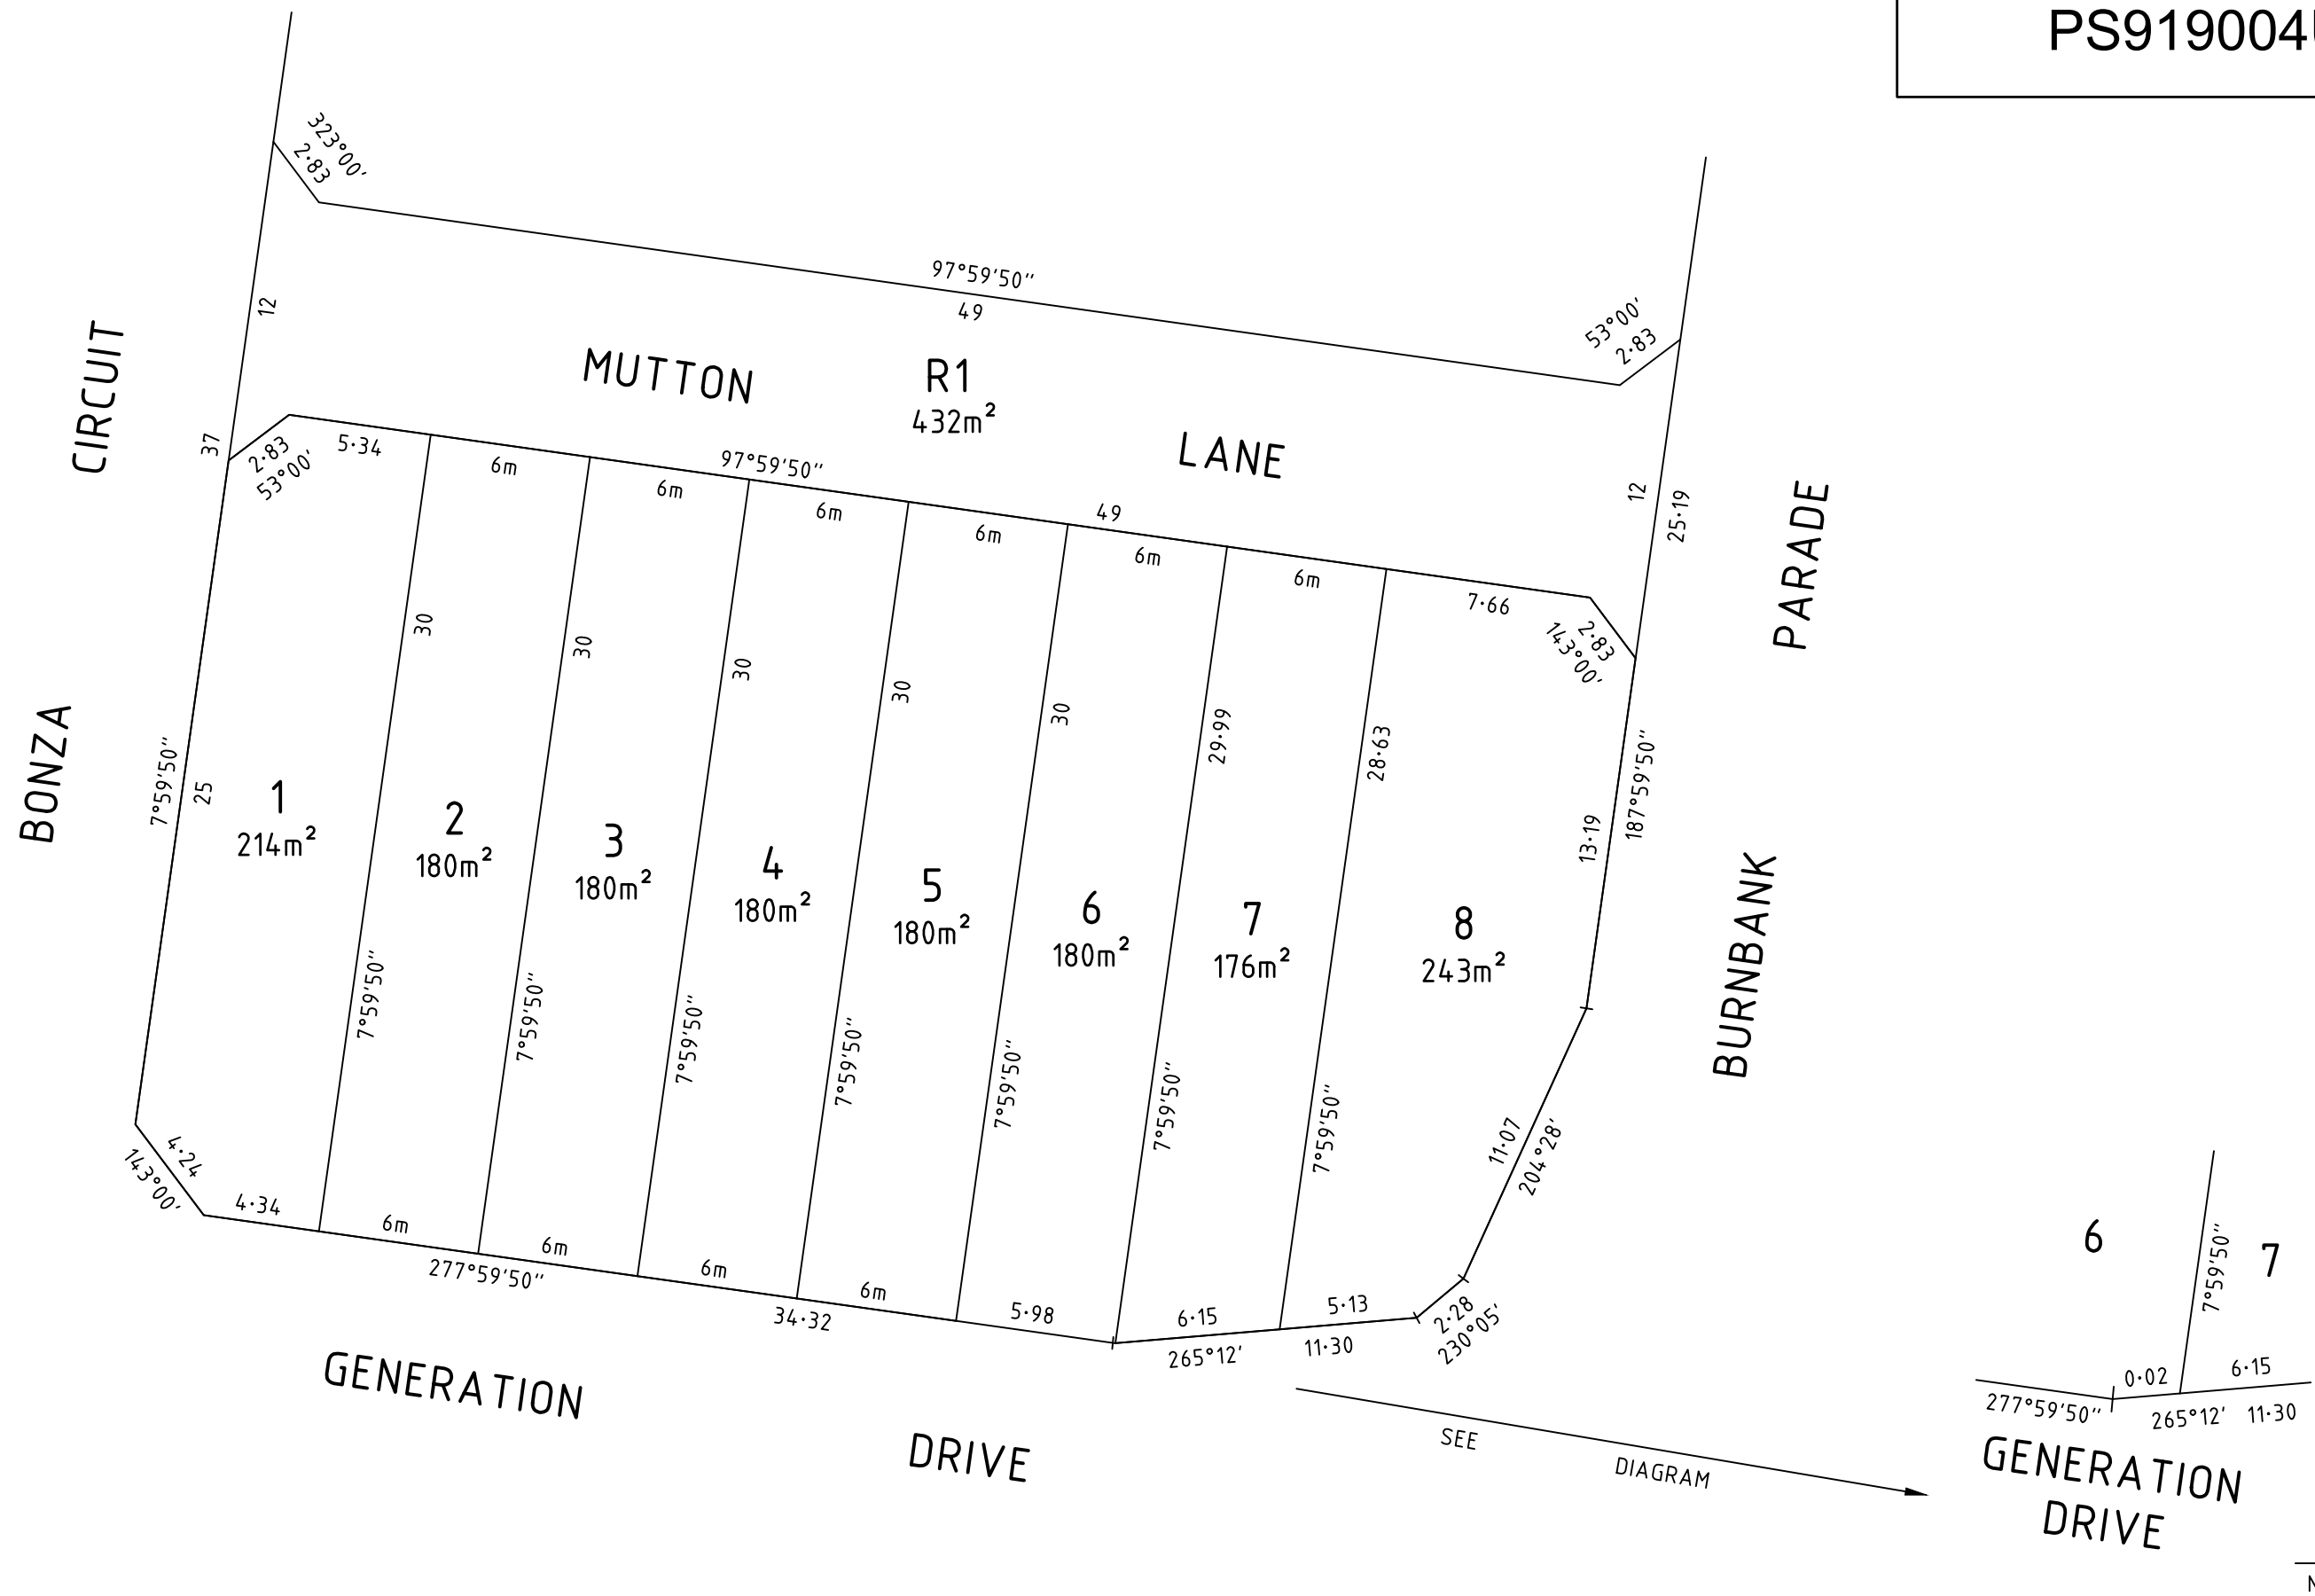 PS919004U
323°00'
2·83
97°59'50"
49
53°00'
2·83
12
MUTTON
R1
432m²
LANE
CIRCUIT
37
2·83
53°00'
5·34
6m
6m
97°59'50"
6m
6m
49
6m
6m
7·66
2·83
143°00'
12
25·19
PARADE
BONZA
7°59'50"
25
30
30
30
30
30
29·99
28·63
13·19
187°59'50"
1
214m²
2
180m²
3
180m²
4
180m²
5
180m²
6
180m²
7
176m²
8
243m²
BURNBANK
7°59'50"
7°59'50"
7°59'50"
7°59'50"
7°59'50"
7°59'50"
7°59'50"
11·07
204°28'
4·24
143°00'
4·34
6m
6m
6m
6m
5·98
6·15
5·13
2·28
230°05'
277°59'50"
34·32
265°12'
11·30
GENERATION
DRIVE
SEE
DIAGRAM
6
7
7°59'50"
0·02
6·15
277°59'50"
265°12'
11·30
GENERATION
DRIVE